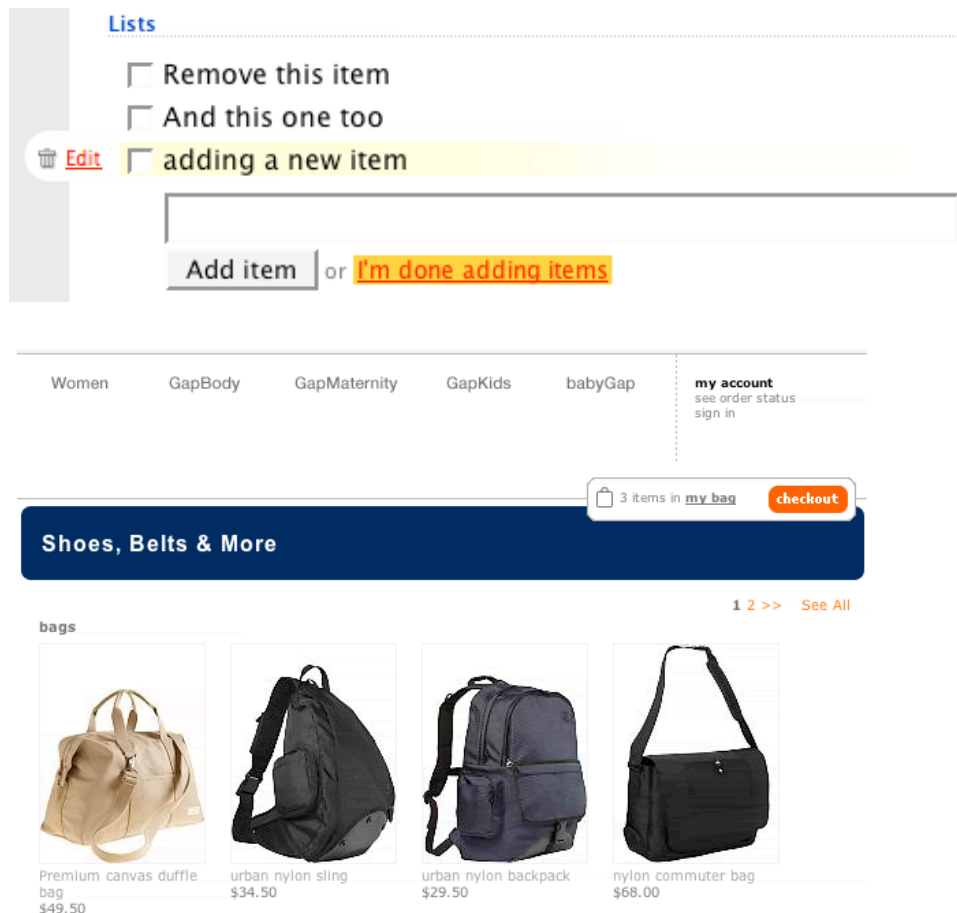 Lists
Remove this item
And this one too
Edit adding a new item
Add item or I'm done adding items
Women GapBody GapMaternity GapKids babyGap
my account
see order status
sign in
3 items in my bag checkout
Shoes, Belts & More
1 2 >> See All
bags
Premium canvas duffle bag
$49.50
urban nylon sling
$34.50
urban nylon backpack
$29.50
nylon commuter bag
$68.00